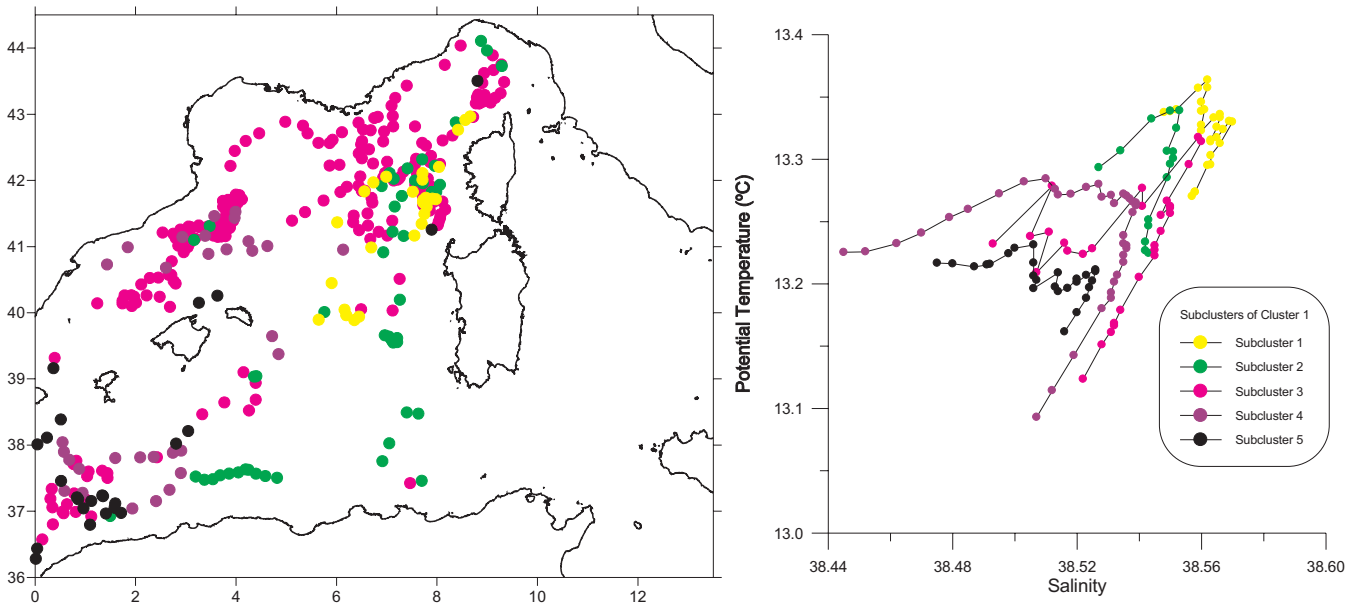 44
43
42
41
40
39
38
37
36
0 2 4 6 8 10 12
13.4
13.3
13.2
13.1
13.0
Potential Temperature (ºC)
38.44 38.48 38.52 38.56 38.60
Salinity
Subclusters of Cluster 1
Subcluster 1
Subcluster 2
Subcluster 3
Subcluster 4
Subcluster 5